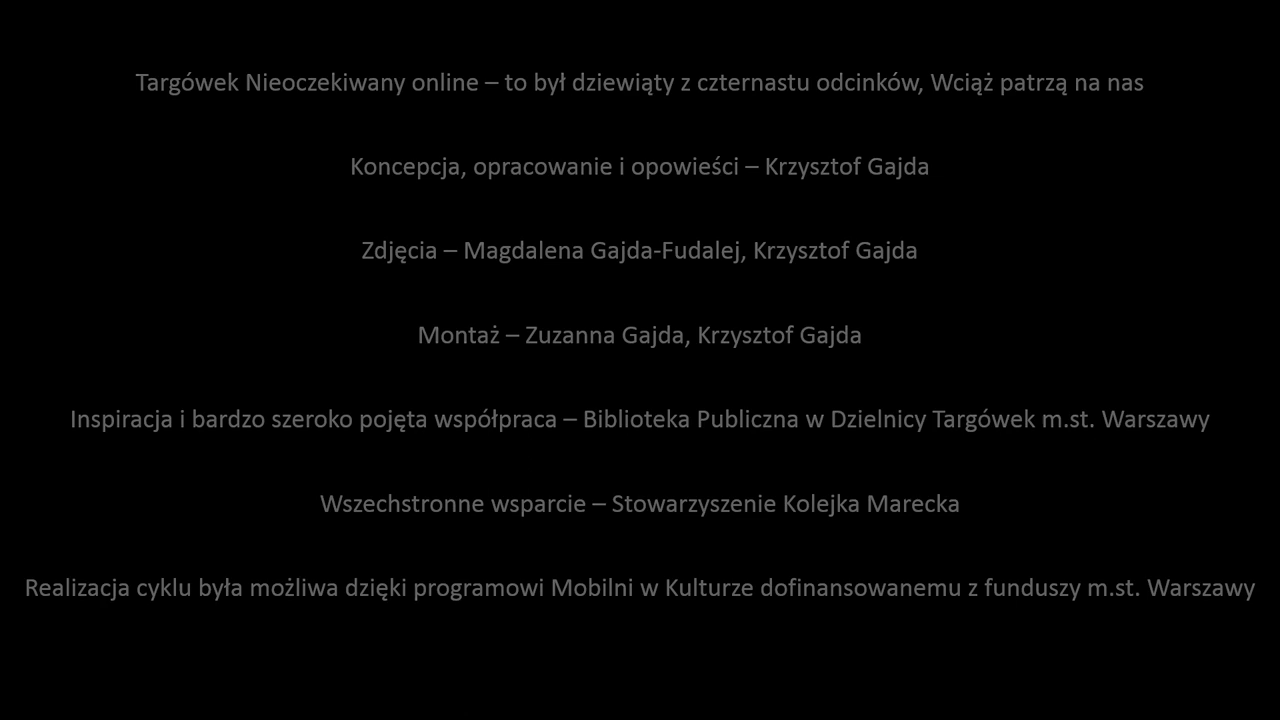 Targówek Nieoczekiwany online – to był dziewiąty z czternastu odcinków, Wciąż patrzą na nas
Koncepcja, opracowanie i opowieści – Krzysztof Gajda
Zdjęcia – Magdalena Gajda-Fudalej, Krzysztof Gajda
Montaż – Zuzanna Gajda, Krzysztof Gajda
Inspiracja i bardzo szeroko pojęta współpraca – Biblioteka Publiczna w Dzielnicy Targówek m.st. Warszawy
Wszechstronne wsparcie – Stowarzyszenie Kolejka Marecka
Realizacja cyklu była możliwa dzięki programowi Mobilni w Kulturze dofinansowanemu z funduszy m.st. Warszawy